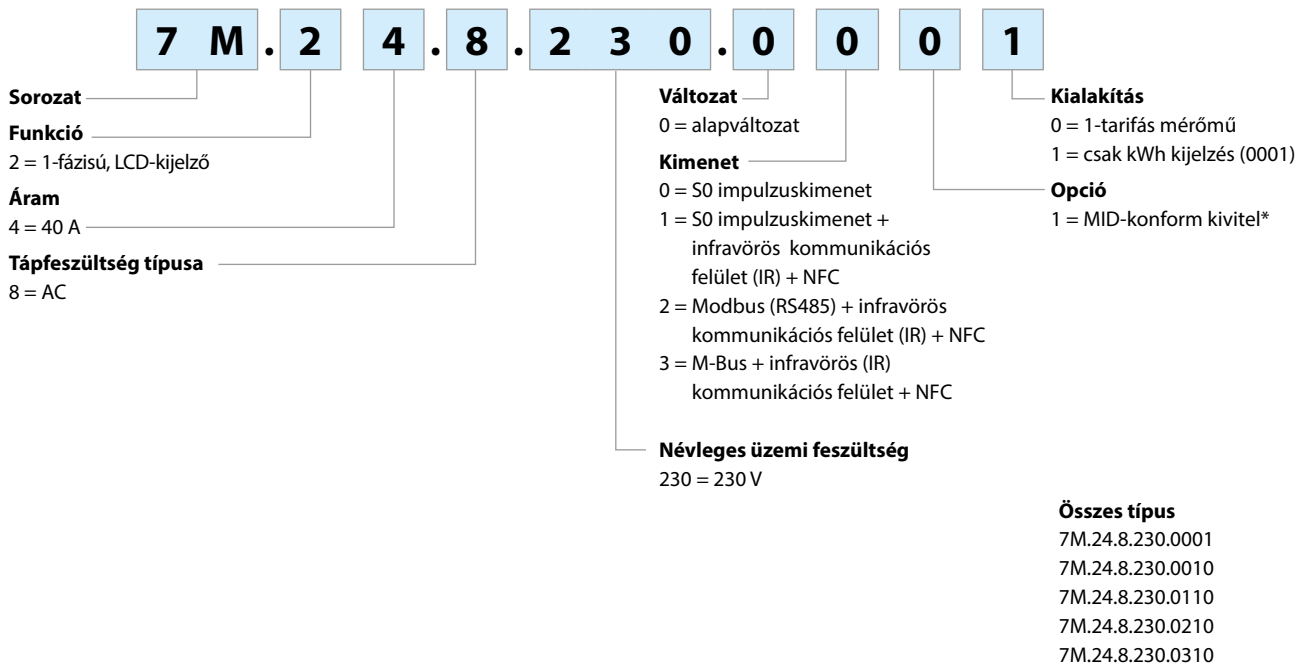 7 M . 2 4 . 8 . 2 3 0 . 0 0 0 1
Sorozat
Funkció
2 = 1-fázisú, LCD-kijelző
Áram
4 = 40 A
Tápfeszültség típusa
8 = AC
Változat
0 = alapváltozat
Kimenet
0 = S0 impulzuskimenet
1 = S0 impulzuskimenet +
infravörös kommunikációs
felület (IR) + NFC
2 = Modbus (RS485) + infravörös
kommunikációs felület (IR) + NFC
3 = M-Bus + infravörös (IR)
kommunikációs felület + NFC
Névleges üzemi feszültség
230 = 230 V
Kialakítás
0 = 1-tarifás mérőmű
1 = csak kWh kijelzés (0001)
Opció
1 = MID-konform kivitel*
Összes típus
7M.24.8.230.0001
7M.24.8.230.0010
7M.24.8.230.0110
7M.24.8.230.0210
7M.24.8.230.0310